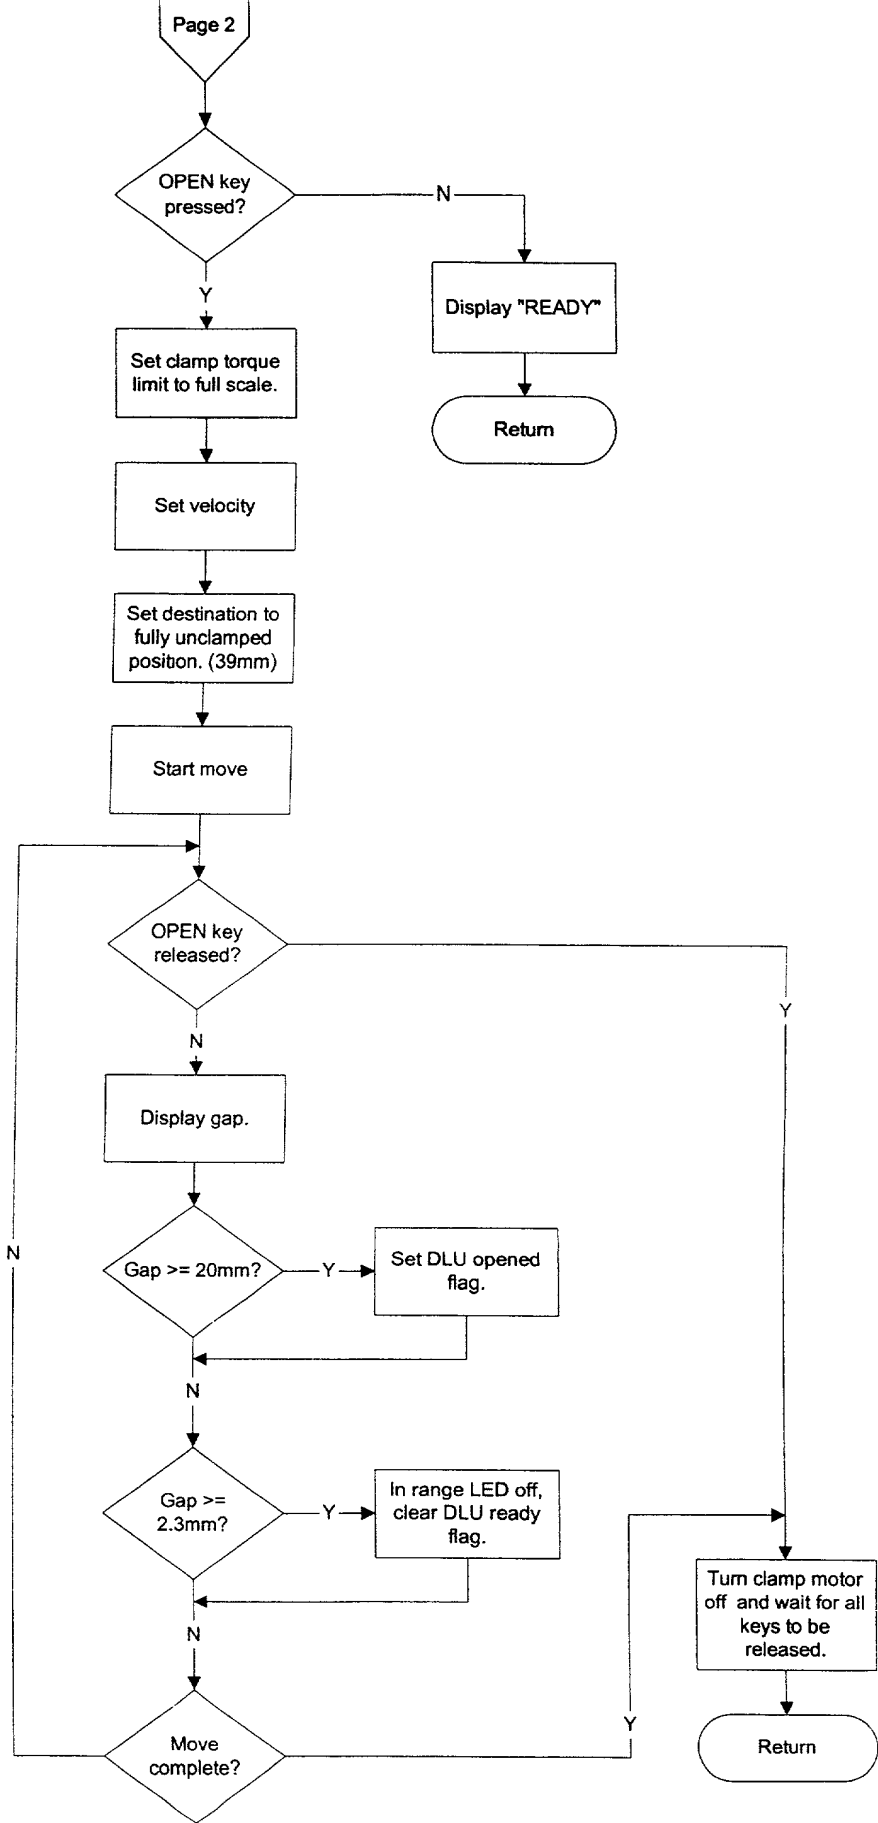 Page 2
OPEN key
pressed?
N
Y
Display "READY"
Set clamp torque
limit to full scale.
Return
Set velocity
Set destination to
fully unclamped
position. (39mm)
Start move
OPEN key
released?
Y
N
Display gap.
N
Gap >= 20mm?
Y
Set DLU opened
flag.
N
Gap >=
2.3mm?
Y
In range LED off,
clear DLU ready
flag.
N
Turn clamp motor
off and wait for all
keys to be
released.
Y
Move
complete?
Return